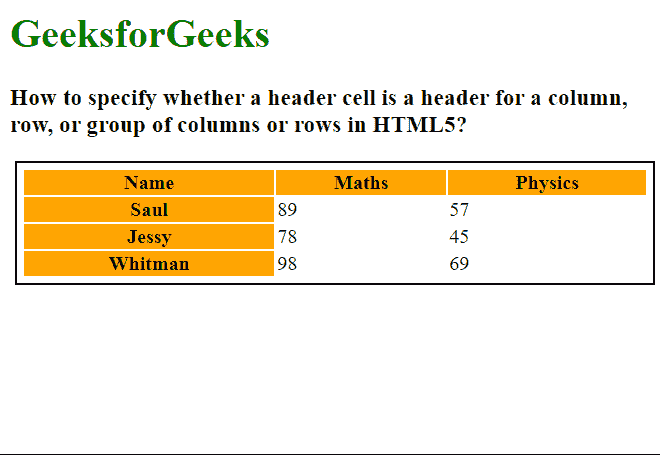 GeeksforGeeks
How to specify whether a header cell is a header for a column,
row, or group of columns or rows in HTML5?
Name Maths Physics
Saul 89 57
Jessy 78 45
Whitman 98 69